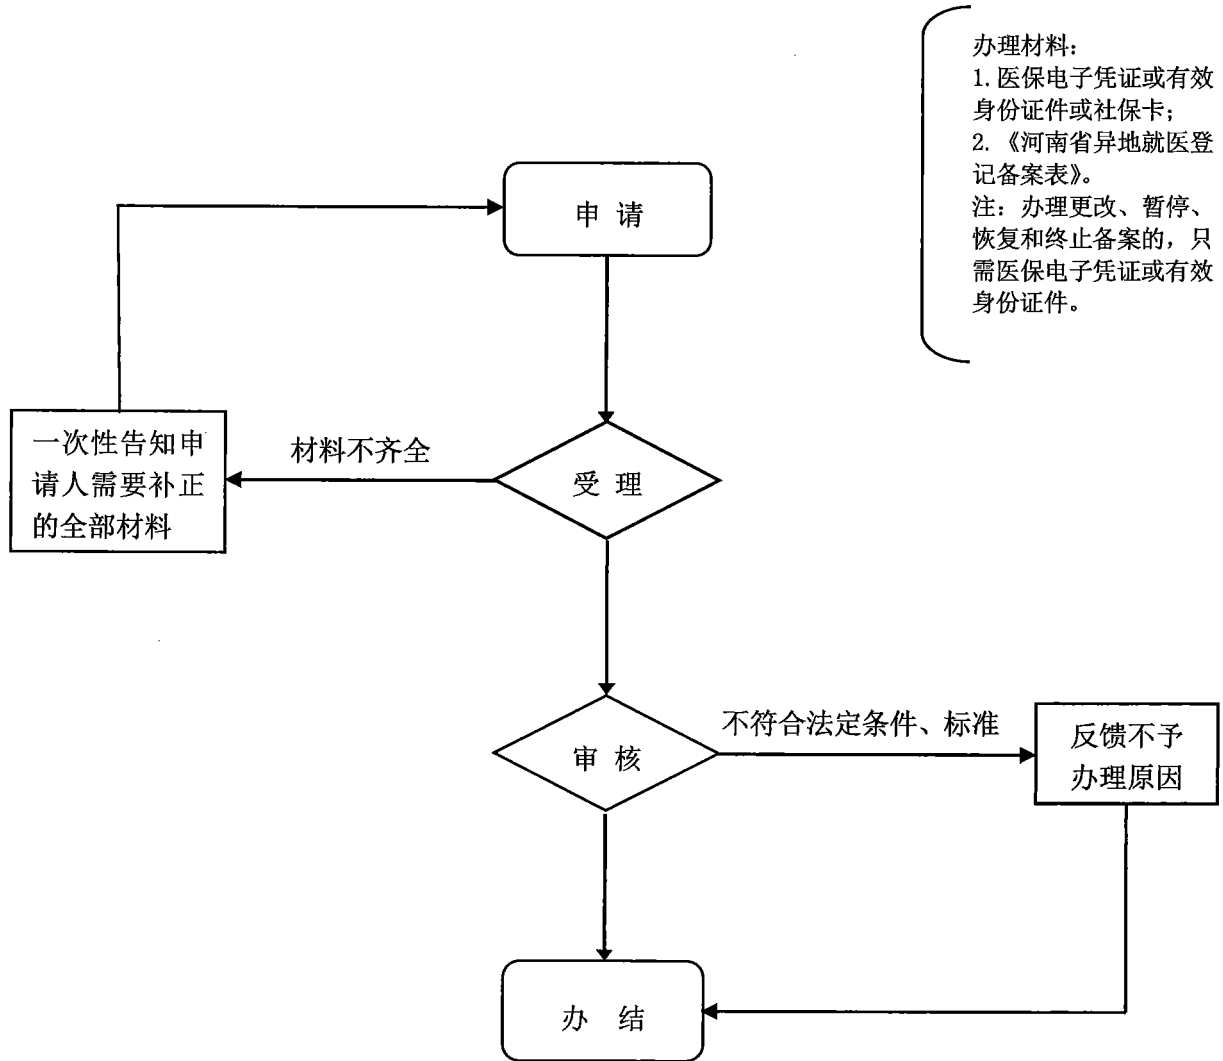 办理材料：
1. 医保电子凭证或有效
身份证件或社保卡；
2. 《河南省异地就医登
记备案表》。
注：办理更改、暂停、
恢复和终止备案的，只
需医保电子凭证或有效
身份证件。
申 请
一次性告知申
请人需要补正
的全部材料
材料不齐全
受 理
审 核
不符合法定条件、标准
反馈不予
办理原因
办 结